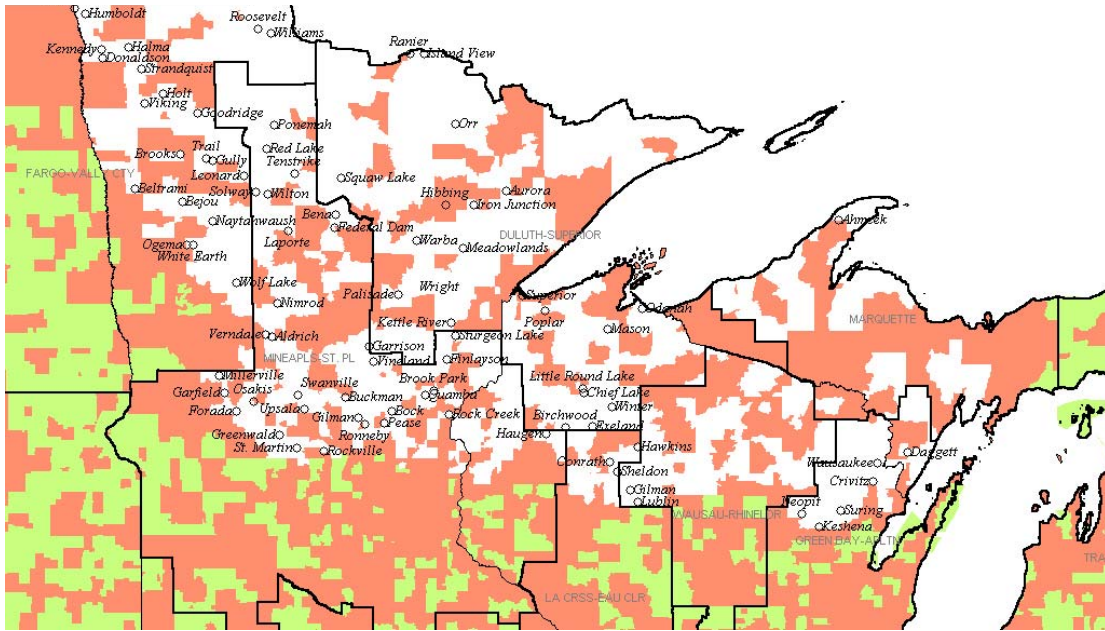 Humboldt
Roosevelt
Williams
Ranier
Island View
Kennedy
Halma
Donaldson
Strandquist
Holt
Viking
Goodridge
Ponemah
Orr
Brooks
Trail
Gully
Red Lake
Tenstrike
Leonard
FARGO-VALLY CTY
Squaw Lake
Beltrami
Solway
Wilton
Hibbing
Aurora
Bejou
Iron Junction
Naytahwaush
Bena
Federal Dam
Ahmeek
Laporte
DULUTH-SUPERIOR
Ogema
White Earth
Warba
Meadowlands
Wolf Lake
Palisade
Wright
Superior
Nimrod
Poplar
Odenah
Kettle River
MARQUETTE
Verndale
Aldrich
Sturgeon Lake
Mason
Garrison
MINEAPLS-ST. PL
Vineland
Finlayson
Millerville
Little Round Lake
Garfield
Osakis
Swanville
Brook Park
Chief Lake
Buckman
Quamba
Forada
Upsala
Gilman
Bock
Rock Creek
Winter
Pease
Birchwood
Exeland
Ronneby
Greenwald
Haugen
St. Martin
Rockville
Hawkins
Daggett
Conrath
Sheldon
Wausaukee
Crivitz
Gilman
Lublin
Neopit
WAUSAU-RHINELDR
Suring
Keshena
GREEN BAY-APLTN
TRA
LA CRSS-EAU CLR